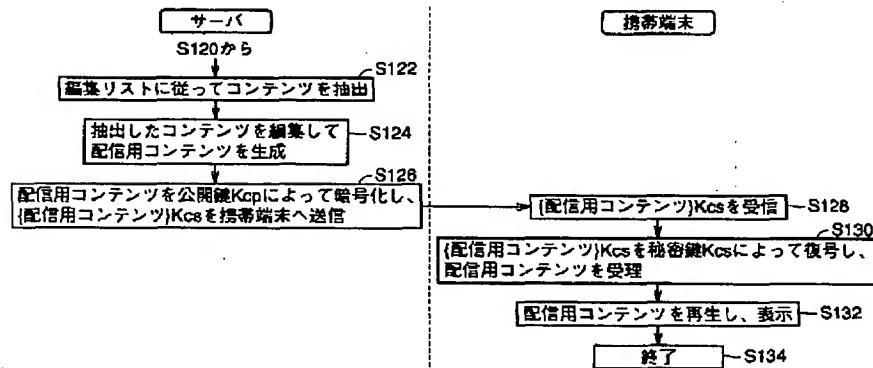 サーバ
S120から
S122
編集リストに従ってコンテンツを抽出
S124
抽出したコンテンツを編集して
配信用コンテンツを生成
S126
配信用コンテンツを公開鍵Kcpによって暗号化し、
{配信用コンテンツ}Kcsを携帯端末へ送信
携帯端末
{配信用コンテンツ}Kcsを受信
S128
S130
{配信用コンテンツ}Kcsを秘密鍵Kcsによって復号し、
配信用コンテンツを受理
配信用コンテンツを再生し、表示
S132
終了
S134